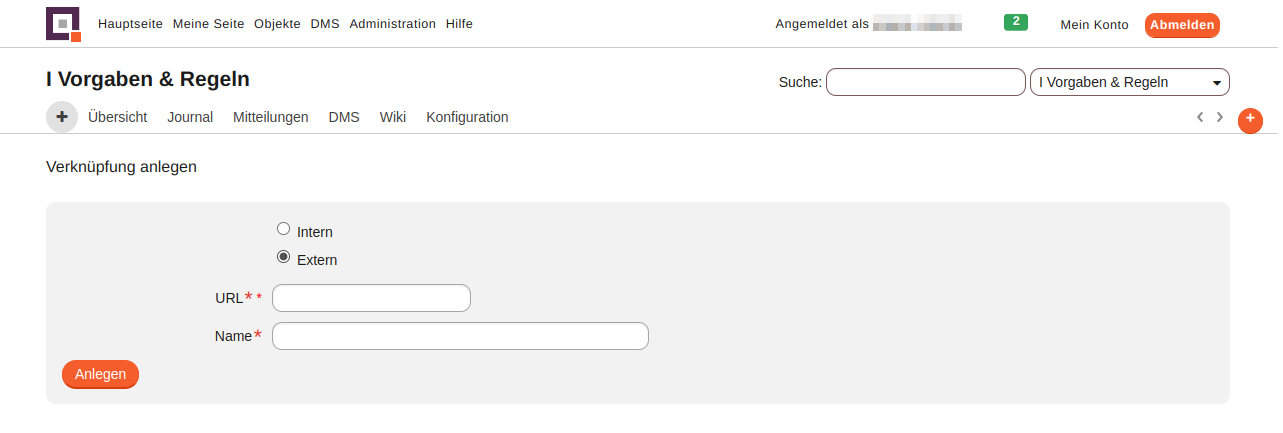 Hauptseite Meine Seite Objekte DMS Administration Hilfe Angemeldet als 2 Mein Konto Abmelden
I Vorgaben & Regeln Suche: I Vorgaben & Regeln
+ Übersicht Journal Mitteilungen DMS Wiki Konfiguration +
Verknüpfung anlegen
Intern
Extern
URL* *
Name*
Anlegen